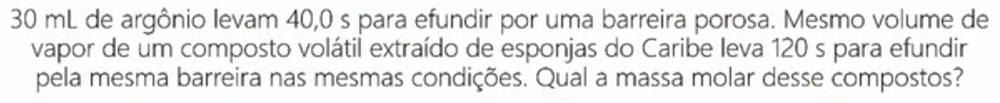 30 mL de argônio levam 40,0 s para efundir por uma barreira porosa. Mesmo volume de
vapor de um composto volátil extraído de esponjas do Caribe leva 120 s para efundir
pela mesma barreira nas mesmas condições. Qual a massa molar desse compostos?